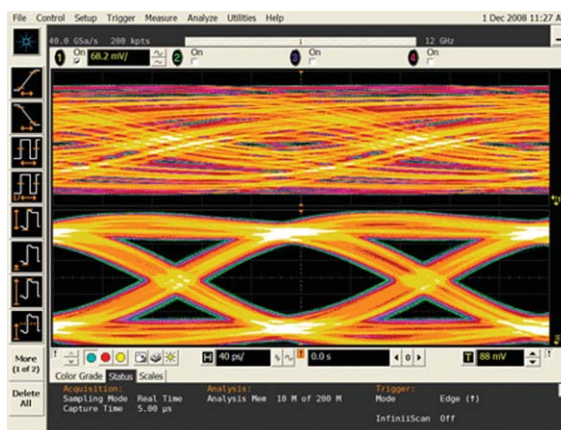 File Control Setup Trigger Measure Analyze Utilities Help 1 Dec 2008 11:27 A
40.0 GSa/s 200 kpts 12 GHz
1 On 68.2 mV/ 2 On 3 On 4 On
More
(1 of 2)
Delete
All
H 40 ps/ 0.0 s 0 T 88 mV
Color Grade Status Scales
Acquisition:
Sampling Mode Real Time
Capture Time 5.00 µs
Analysis:
Analysis Mem 10 M of 200 M
Trigger:
Mode Edge (↑)
InfiniiScan Off